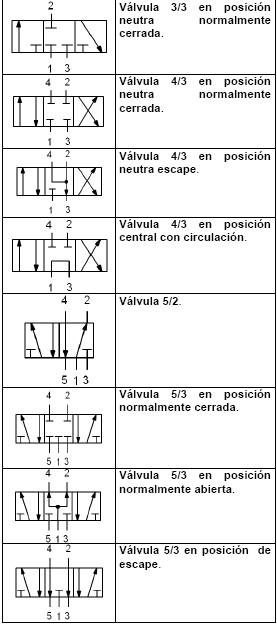 2
Válvula 3/3 en posición
neutra normalmente
cerrada.
1 3
4 2
Válvula 4/3 en posición
neutra normalmente
cerrada.
1 3
4 2
Válvula 4/3 en posición
neutra escape.
1 3
4 2
Válvula 4/3 en posición
central con circulación.
1 3
4 2
Válvula 5/2.
5 1 3
4 2
Válvula 5/3 en posición
normalmente cerrada.
5 1 3
4 2
Válvula 5/3 en posición
normalmente abierta.
5 1 3
4 2
Válvula 5/3 en posición de
escape.
5 1 3